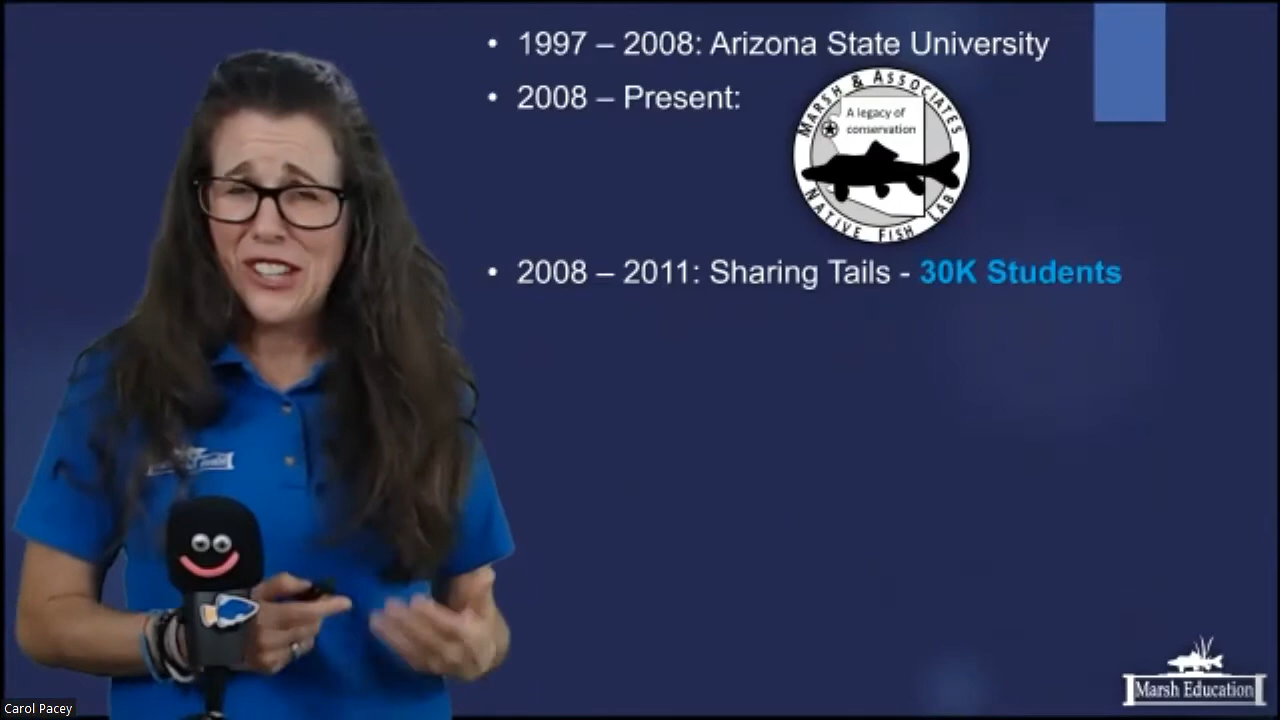 • 1997 – 2008: Arizona State University
• 2008 – Present:
MARSH & ASSOCIATES
A legacy of
conservation
NATIVE FISH LAB
• 2008 – 2011: Sharing Tails - 30K Students
Marsh Education
Carol Pacey